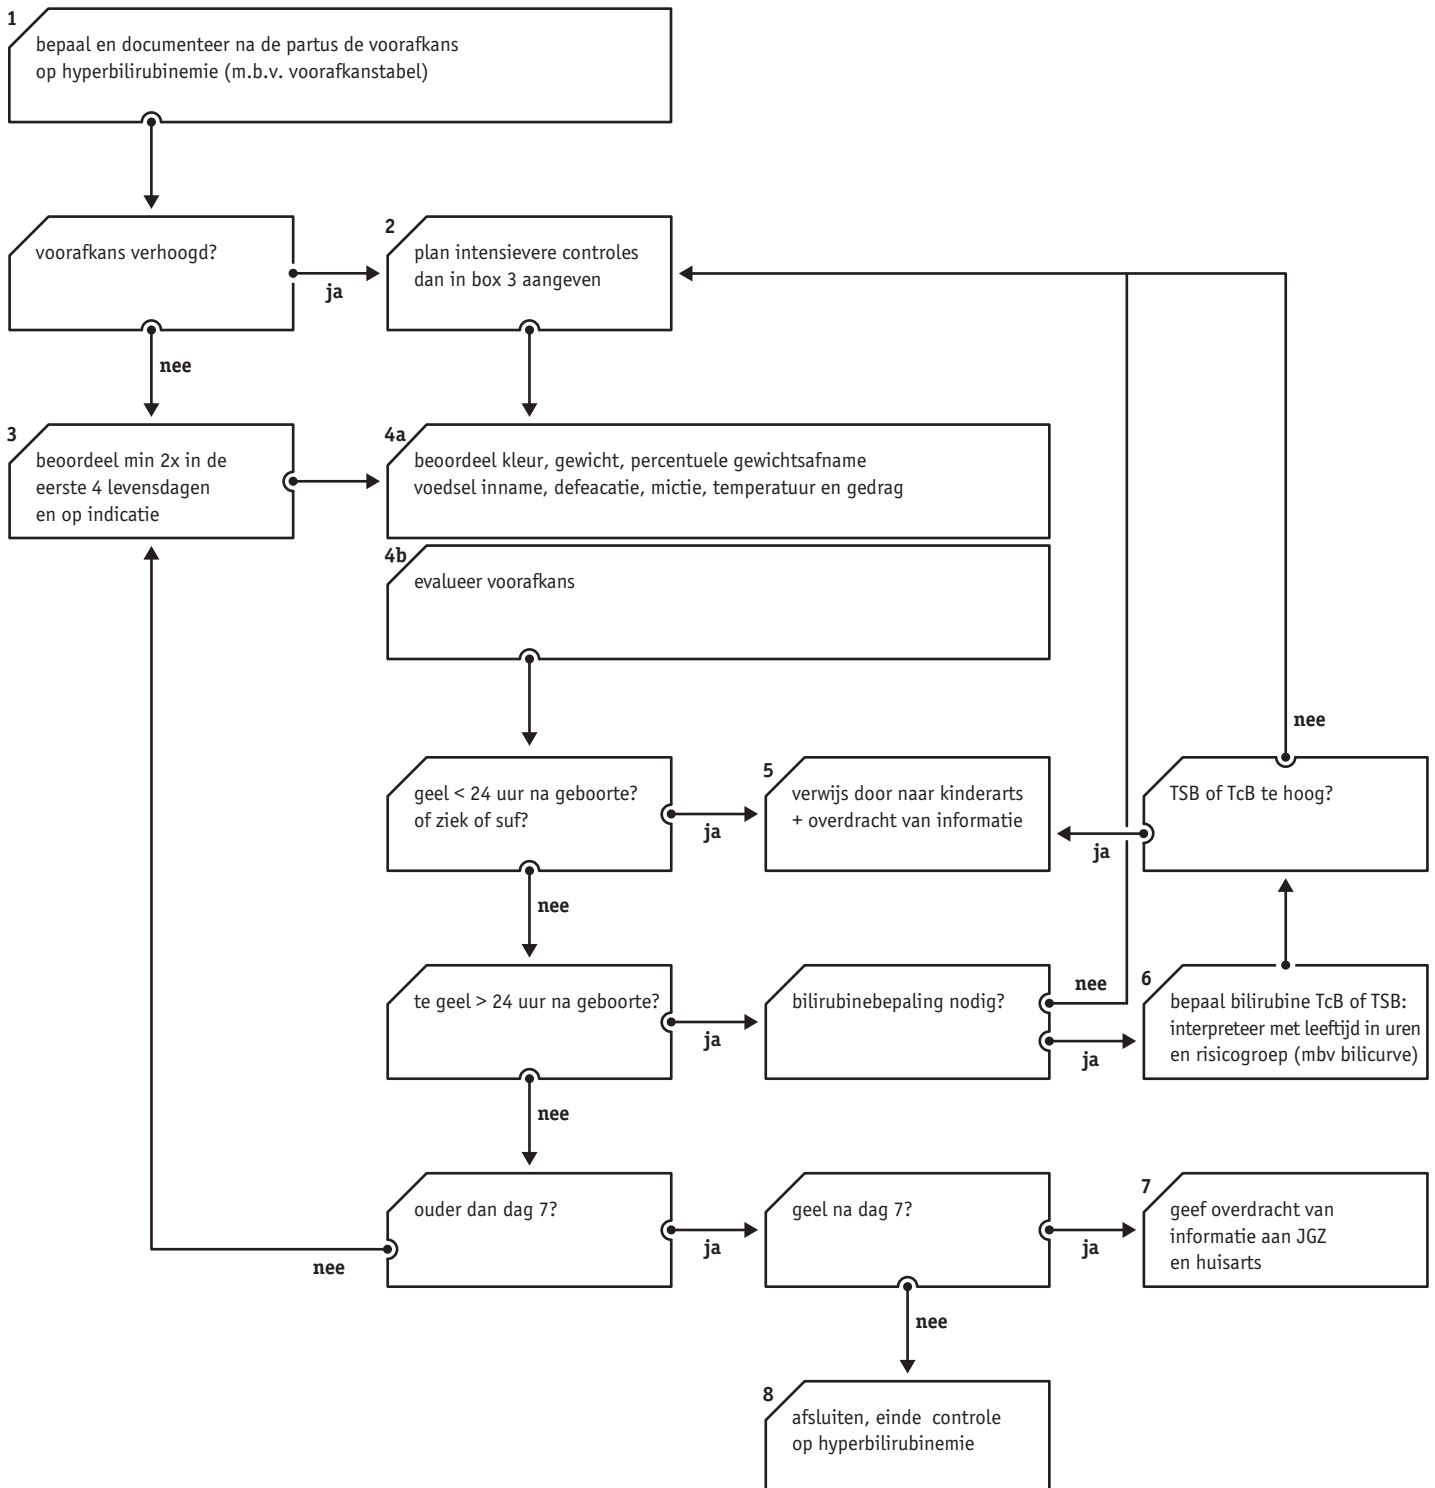 1
bepaal en documenteer na de partus de voorafkans
op hyperbilirubinemie (m.b.v. voorafkanstabel)
voorafkans verhoogd?
ja
nee
2
plan intensievere controles
dan in box 3 aangeven
3
beoordeel min 2x in de
eerste 4 levensdagen
en op indicatie
4a
beoordeel kleur, gewicht, percentuele gewichtsafname
voedsel inname, defeacatie, mictie, temperatuur en gedrag
4b
evalueer voorafkans
geel < 24 uur na geboorte?
of ziek of suf?
ja
nee
5
verwijs door naar kinderarts
+ overdracht van informatie
TSB of TcB te hoog?
nee
ja
te geel > 24 uur na geboorte?
ja
nee
bilirubinebepaling nodig?
nee
ja
6
bepaal bilirubine TcB of TSB:
interpreteer met leeftijd in uren
en risicogroep (mbv bilicurve)
ouder dan dag 7?
nee
ja
geel na dag 7?
ja
nee
7
geef overdracht van
informatie aan JGZ
en huisarts
8
afsluiten, einde controle
op hyperbilirubinemie